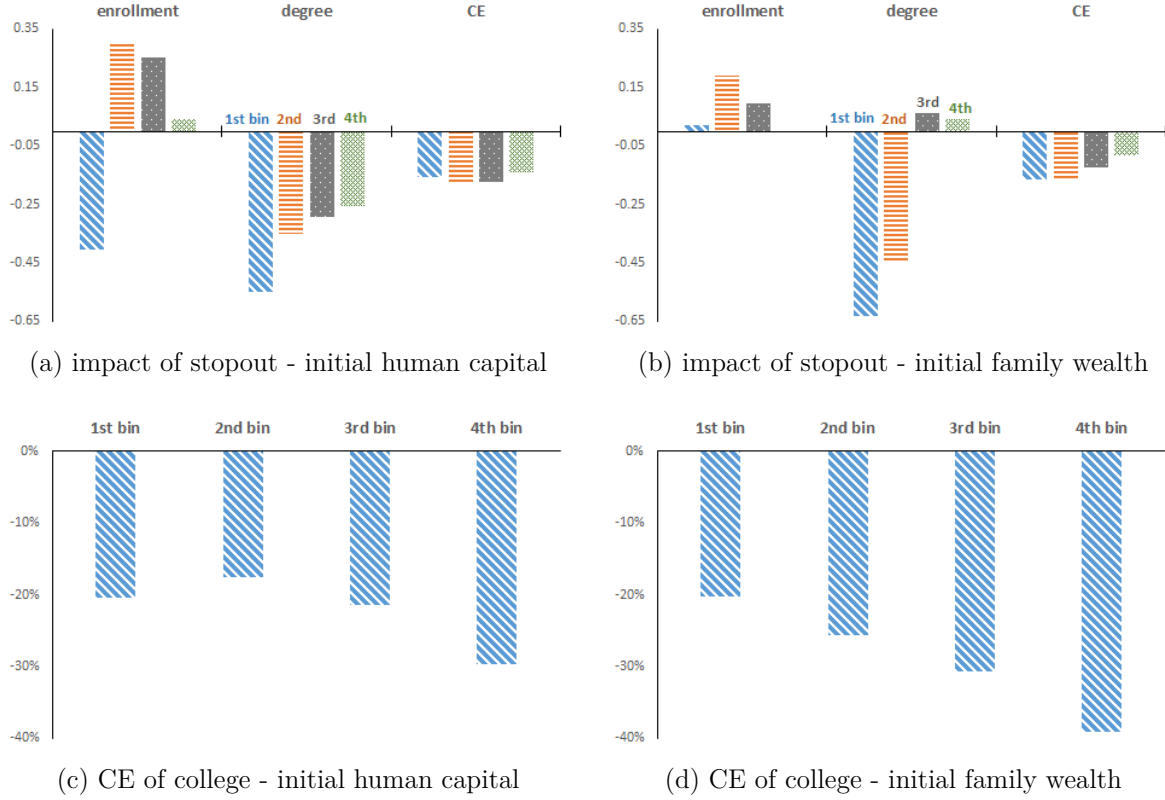 enrollment degree CE
0.35
0.15
1st bin 2nd 3rd 4th
-0.05
-0.25
-0.45
-0.65
(a) impact of stopout - initial human capital
enrollment degree CE
0.35
0.15
3rd 4th
1st bin 2nd
-0.05
-0.25
-0.45
-0.65
(b) impact of stopout - initial family wealth
1st bin 2nd bin 3rd bin 4th bin
0%
-10%
-20%
-30%
-40%
(c) CE of college - initial human capital
1st bin 2nd bin 3rd bin 4th bin
0%
-10%
-20%
-30%
-40%
(d) CE of college - initial family wealth